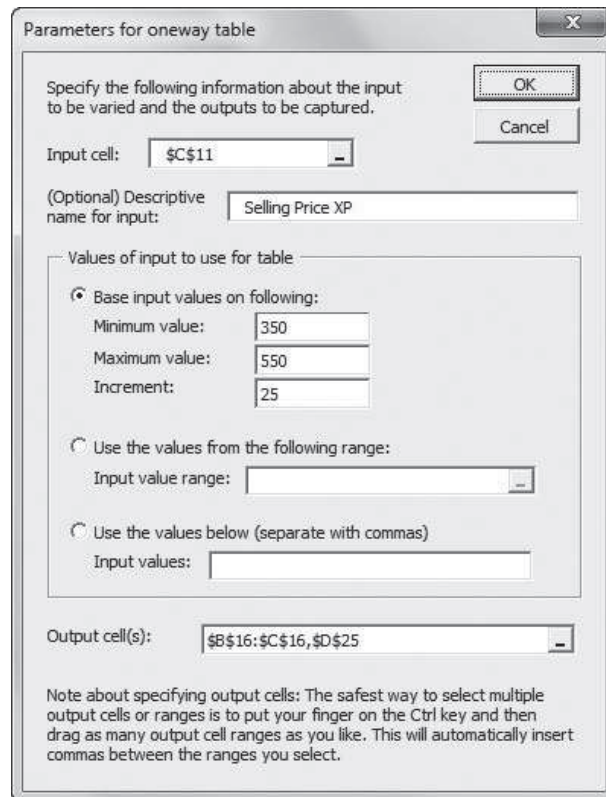 Parameters for oneway table
X
Specify the following information about the input
to be varied and the outputs to be captured.
OK
Cancel
Input cell: $C$11
(Optional) Descriptive
name for input: Selling Price XP
Values of input to use for table
Base input values on following:
Minimum value: 350
Maximum value: 550
Increment: 25
Use the values from the following range:
Input value range:
Use the values below (separate with commas)
Input values:
Output cell(s): $B$16:$C$16,$D$25
Note about specifying output cells: The safest way to select multiple
output cells or ranges is to put your finger on the Ctrl key and then
drag as many output cell ranges as you like. This will automatically insert
commas between the ranges you select.